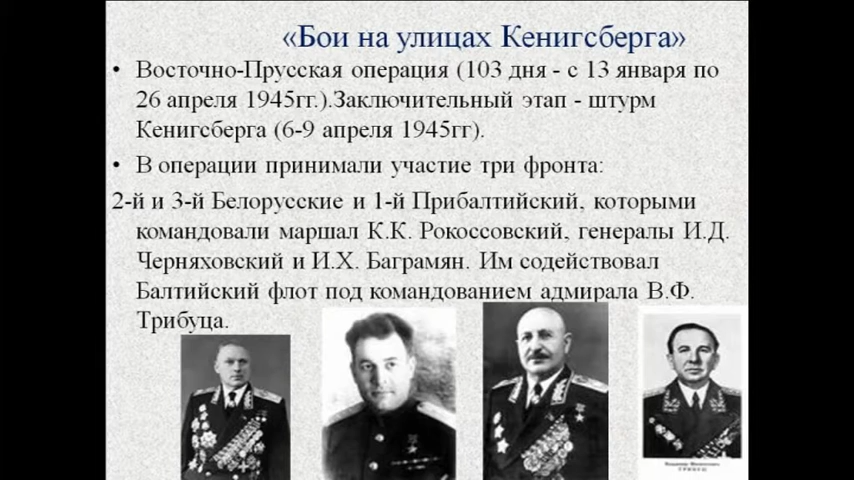 «Бои на улицах Кенигсберга»
• Восточно-Прусская операция (103 дня - с 13 января по
26 апреля 1945гг.).Заключительный этап - штурм
Кенигсберга (6-9 апреля 1945гг).
• В операции принимали участие три фронта:
2-й и 3-й Белорусские и 1-й Прибалтийский, которыми
командовали маршал К.К. Рокоссовский, генералы И.Д.
Черняховский и И.Х. Баграмян. Им содействовал
Балтийский флот под командованием адмирала В.Ф.
Трибуца.
ТРИБУЦ